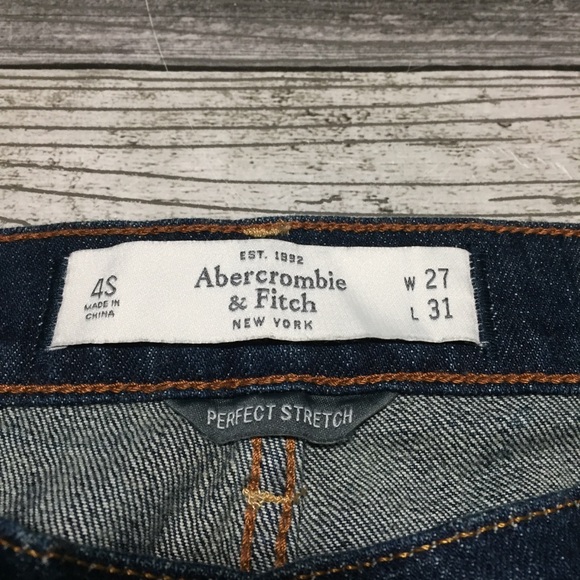 4S
MADE IN
CHINA
EST. 1892
Abercrombie
& Fitch
NEW YORK
W 27
L 31
PERFECT STRETCH